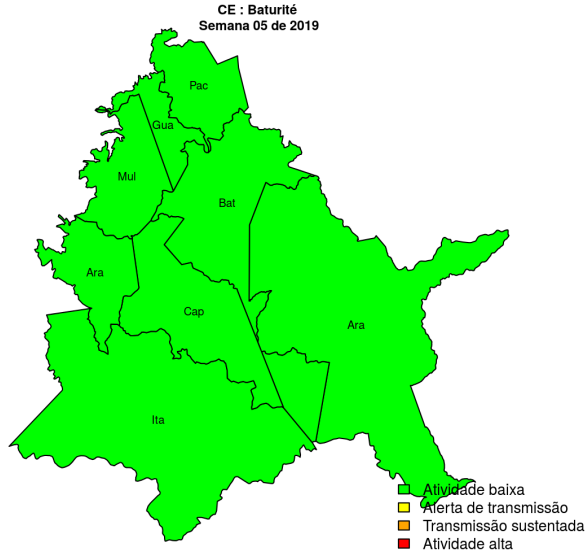 CE : Baturité
Semana 05 de 2019
Pac
Gua
Mul
Bat
Ara
Cap
Ara
Ita
Atividade baixa
Alerta de transmissão
Transmissão sustentada
Atividade alta